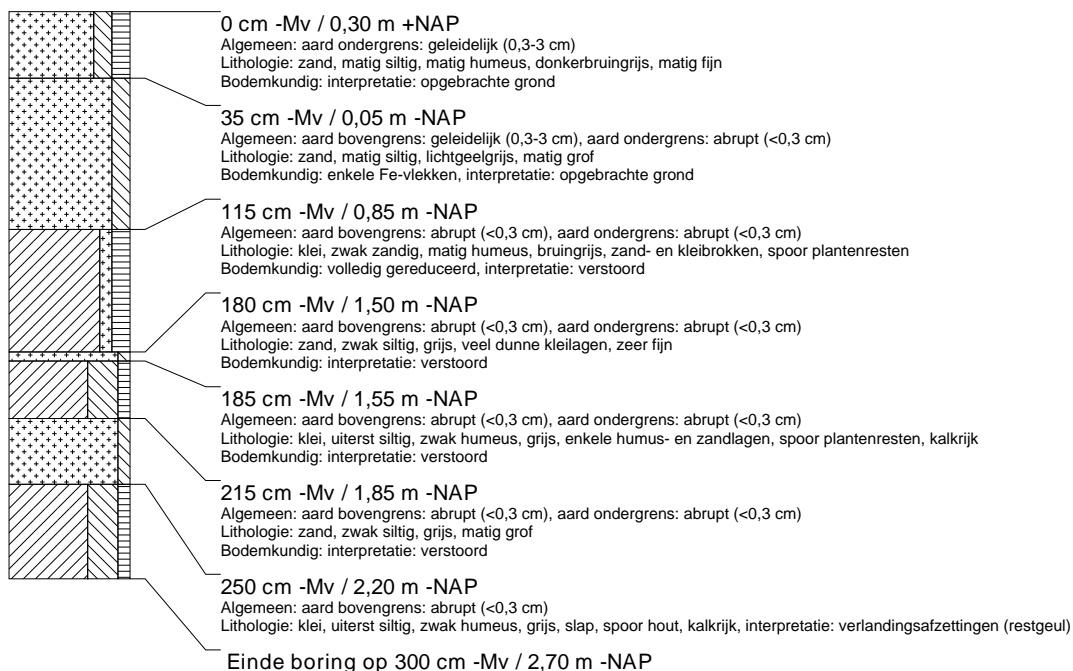 0 cm -Mv / 0,30 m +NAP
Algemeen: aard ondergrens: geleidelijk (0,3-3 cm)
Lithologie: zand, matig siltig, matig humeus, donkerbruingrijs, matig fijn
Bodemkundig: interpretatie: opgebrachte grond
35 cm -Mv / 0,05 m -NAP
Algemeen: aard bovengrens: geleidelijk (0,3-3 cm), aard ondergrens: abrupt (<0,3 cm)
Lithologie: zand, matig siltig, lichtgeelgrijs, matig grof
Bodemkundig: enkele Fe-vlekken, interpretatie: opgebrachte grond
115 cm -Mv / 0,85 m -NAP
Algemeen: aard bovengrens: abrupt (<0,3 cm), aard ondergrens: abrupt (<0,3 cm)
Lithologie: klei, zwak zandig, matig humeus, bruingrijs, zand- en kleibrokken, spoor plantenresten
Bodemkundig: volledig gereduceerd, interpretatie: verstoord
180 cm -Mv / 1,50 m -NAP
Algemeen: aard bovengrens: abrupt (<0,3 cm), aard ondergrens: abrupt (<0,3 cm)
Lithologie: zand, zwak siltig, grijs, veel dunne kleilagen, zeer fijn
Bodemkundig: interpretatie: verstoord
185 cm -Mv / 1,55 m -NAP
Algemeen: aard bovengrens: abrupt (<0,3 cm), aard ondergrens: abrupt (<0,3 cm)
Lithologie: klei, uiterst siltig, zwak humeus, grijs, enkele humus- en zandlagen, spoor plantenresten, kalkrijk
Bodemkundig: interpretatie: verstoord
215 cm -Mv / 1,85 m -NAP
Algemeen: aard bovengrens: abrupt (<0,3 cm), aard ondergrens: abrupt (<0,3 cm)
Lithologie: zand, zwak siltig, grijs, matig grof
Bodemkundig: interpretatie: verstoord
250 cm -Mv / 2,20 m -NAP
Algemeen: aard bovengrens: abrupt (<0,3 cm)
Lithologie: klei, uiterst siltig, zwak humeus, grijs, slap, spoor hout, kalkrijk, interpretatie: verlandingsafzettingen (restgeul)
Einde boring op 300 cm -Mv / 2,70 m -NAP